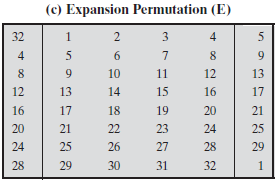 (c) Expansion Permutation (E)
32 1 2 3 4 5
4 5 6 7 8 9
8 9 10 11 12 13
12 13 14 15 16 17
16 17 18 19 20 21
20 21 22 23 24 25
24 25 26 27 28 29
28 29 30 31 32 1